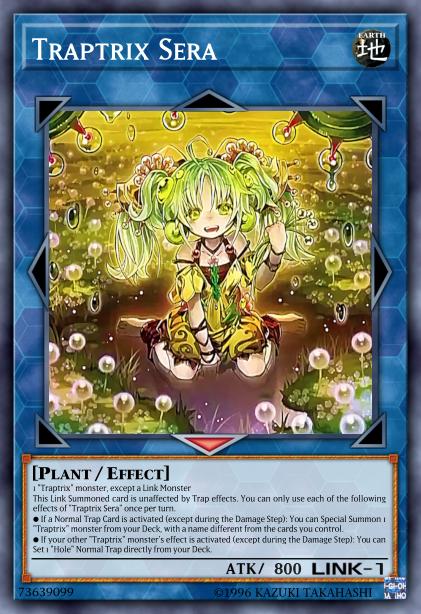 Traptrix Sera
EARTH
地
[Plant / Effect]
1 "Traptrix" monster, except a Link Monster
This Link Summoned card is unaffected by Trap effects. You can only use each of the following
effects of "Traptrix Sera" once per turn.
● If a Normal Trap Card is activated (except during the Damage Step): You can Special Summon 1
"Traptrix" monster from your Deck, with a name different from the cards you control.
● If your other "Traptrix" monster's effect is activated (except during the Damage Step): You can
Set 1 "Hole" Normal Trap directly from your Deck.
ATK/ 800 LINK-1
73639099
©1996 KAZUKI TAKAHASHI